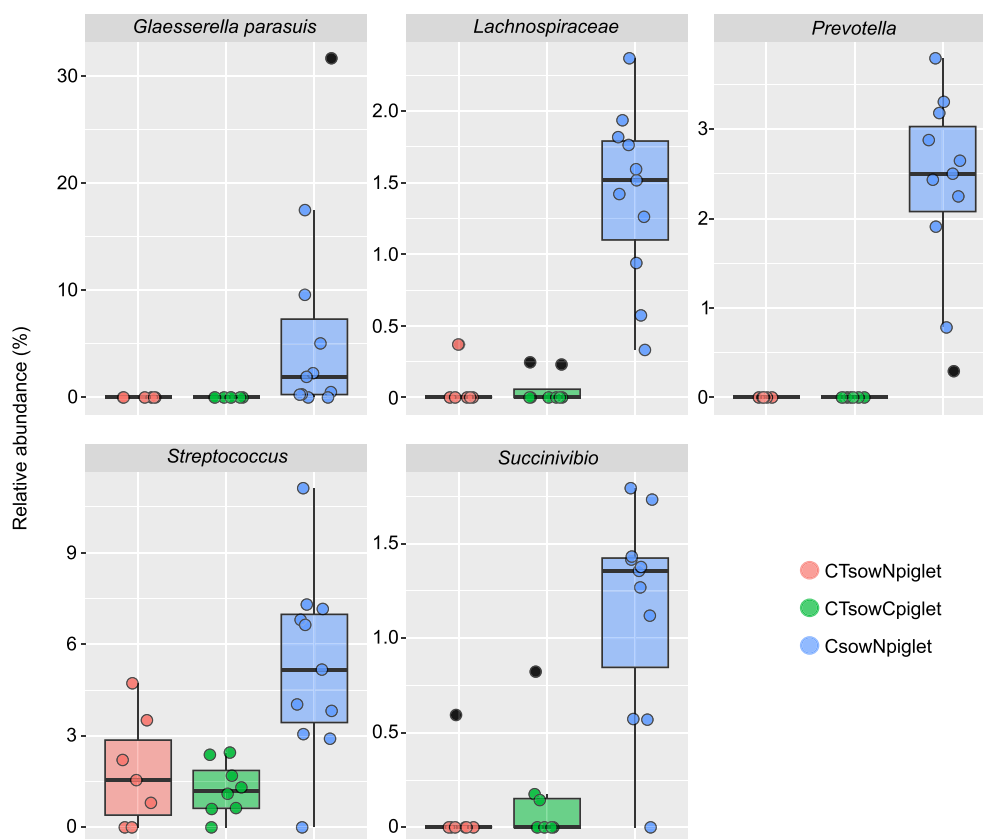 Glaesserella parasuis
Lachnospiraceae
Prevotella
30
20
10
0
2.0
1.5
1.0
0.5
0
3
2
1
0
Relative abundance (%)
Streptococcus
Succinivibio
9
6
3
0
1.5
1.0
0.5
0
CTsowNpiglet
CTsowCpiglet
CsowNpiglet